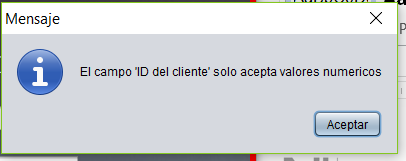 Mensaje
El campo 'ID del cliente' solo acepta valores numericos
Aceptar